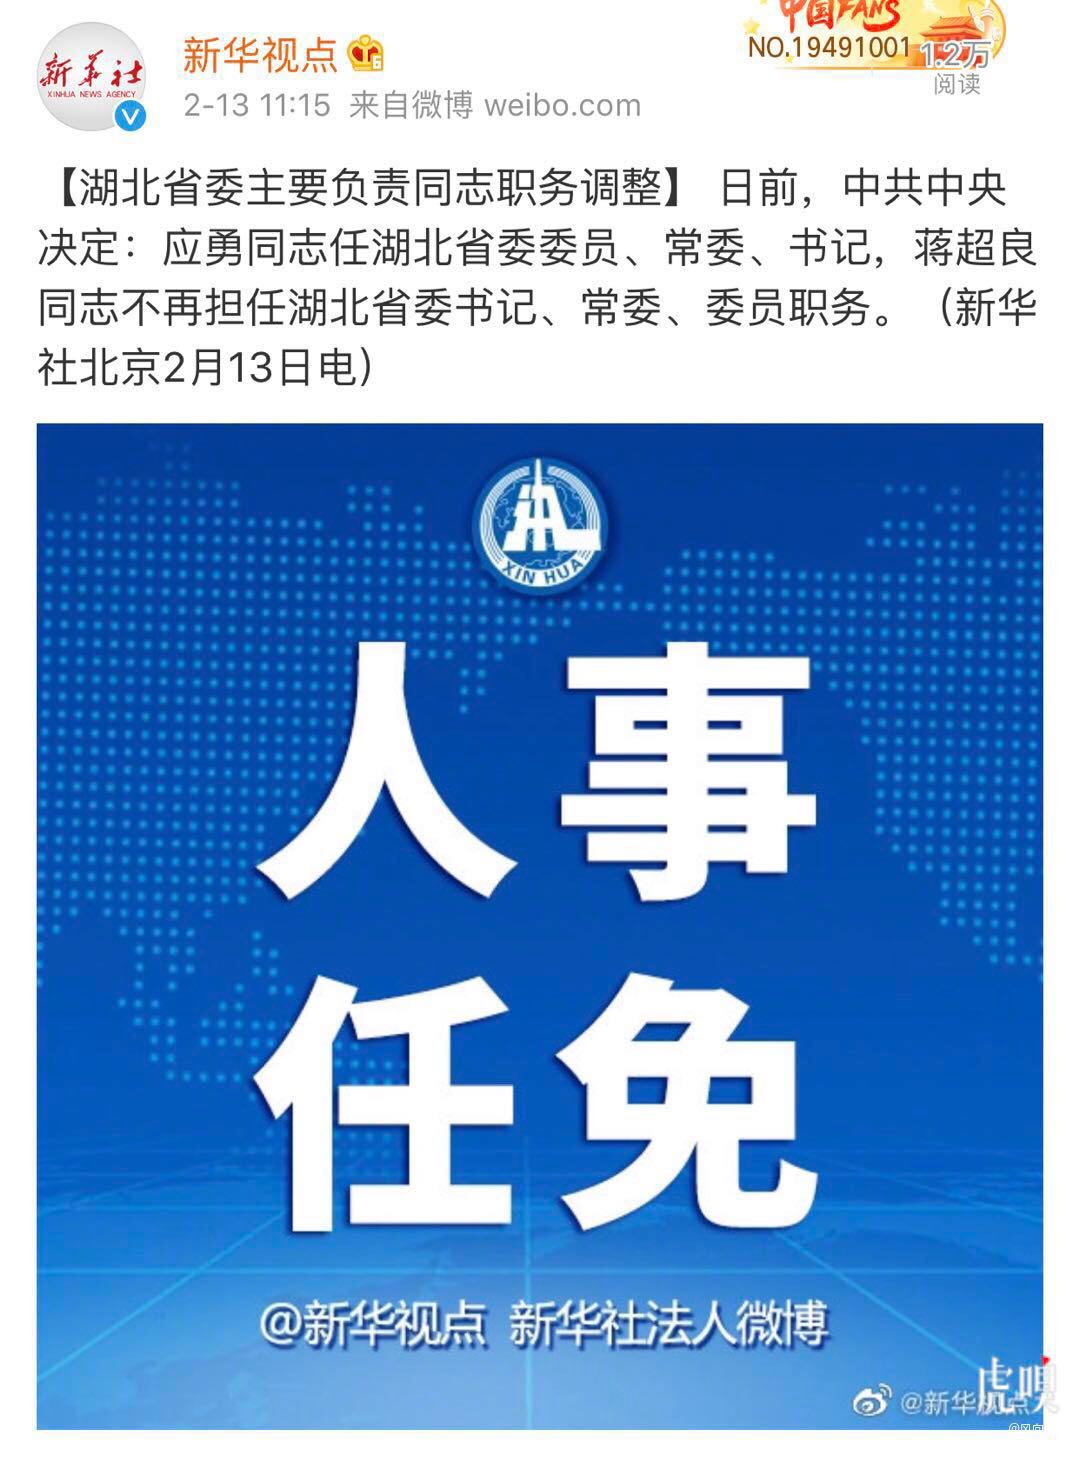 中国FANS
新华社
XINHUA NEWS AGENCY
新华视点
NO.19491001
1.2万
2-13 11:15 来自微博 weibo.com
阅读
【湖北省委主要负责同志职务调整】 日前，中共中央
决定：应勇同志任湖北省委委员、常委、书记，蒋超良
同志不再担任湖北省委书记、常委、委员职务。（新华
社北京2月13日电）
XIN HUA
人事
任免
@新华视点 新华社法人微博
@新华视点
虎嗅